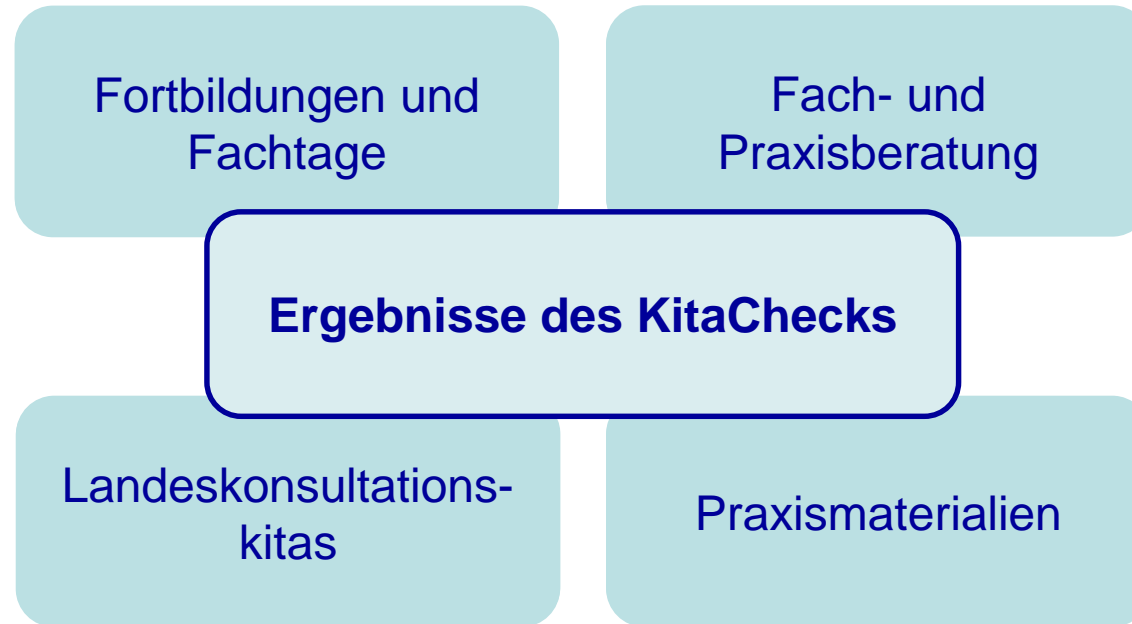 Fortbildungen und
Fachtage
Fach- und
Praxisberatung
Ergebnisse des KitaChecks
Landeskonsultations-
kitas
Praxismaterialien